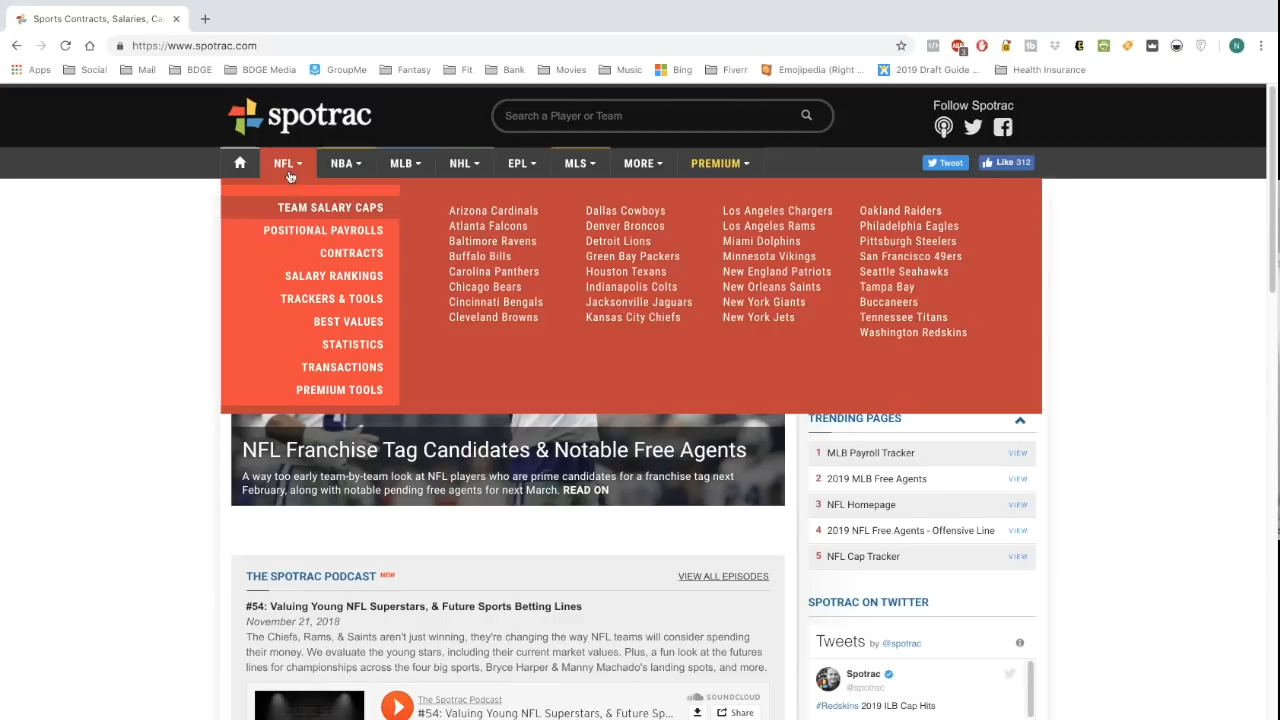 Sports Contracts, Salaries, Ca
https://www.spotrac.com
Apps Social Mail BDGE BDGE Media GroupMe Fantasy Fit Bank Movies Music Bing Fiverr Emojipedia (Right ... 2019 Draft Guide ... Health Insurance
spotrac
Search a Player or Team
Follow Spotrac
NFL NBA MLB NHL EPL MLS MORE PREMIUM
Tweet Like 312
TEAM SALARY CAPS
POSITIONAL PAYROLLS
CONTRACTS
SALARY RANKINGS
TRACKERS & TOOLS
BEST VALUES
STATISTICS
TRANSACTIONS
PREMIUM TOOLS
Arizona Cardinals
Atlanta Falcons
Baltimore Ravens
Buffalo Bills
Carolina Panthers
Chicago Bears
Cincinnati Bengals
Cleveland Browns
Dallas Cowboys
Denver Broncos
Detroit Lions
Green Bay Packers
Houston Texans
Indianapolis Colts
Jacksonville Jaguars
Kansas City Chiefs
Los Angeles Chargers
Los Angeles Rams
Miami Dolphins
Minnesota Vikings
New England Patriots
New Orleans Saints
New York Giants
New York Jets
Oakland Raiders
Philadelphia Eagles
Pittsburgh Steelers
San Francisco 49ers
Seattle Seahawks
Tampa Bay
Buccaneers
Tennessee Titans
Washington Redskins
NFL Franchise Tag Candidates & Notable Free Agents
A way too early team-by-team look at NFL players who are prime candidates for a franchise tag next
February, along with notable pending free agents for next March. READ ON
THE SPOTRAC PODCAST NEW
VIEW ALL EPISODES
#54: Valuing Young NFL Superstars, & Future Sports Betting Lines
November 21, 2018
The Chiefs, Rams, & Saints aren't just winning, they're changing the way NFL teams will consider spending
their money. We evaluate the young stars, including their current market values. Plus, a fun look at the futures
lines for championships across the four big sports, Bryce Harper & Manny Machado's landing spots, and more.
The Spotrac Podcast
SOUNDCLOUD
#54: Valuing Young NFL Superstars, & Future Sp...
Share
TRENDING PAGES
1 MLB Payroll Tracker VIEW
2 2019 MLB Free Agents VIEW
3 NFL Homepage VIEW
4 2019 NFL Free Agents - Offensive Line VIEW
5 NFL Cap Tracker VIEW
SPOTRAC ON TWITTER
Tweets by @spotrac
Spotrac
@spotrac
#Redskins 2019 ILB Cap Hits